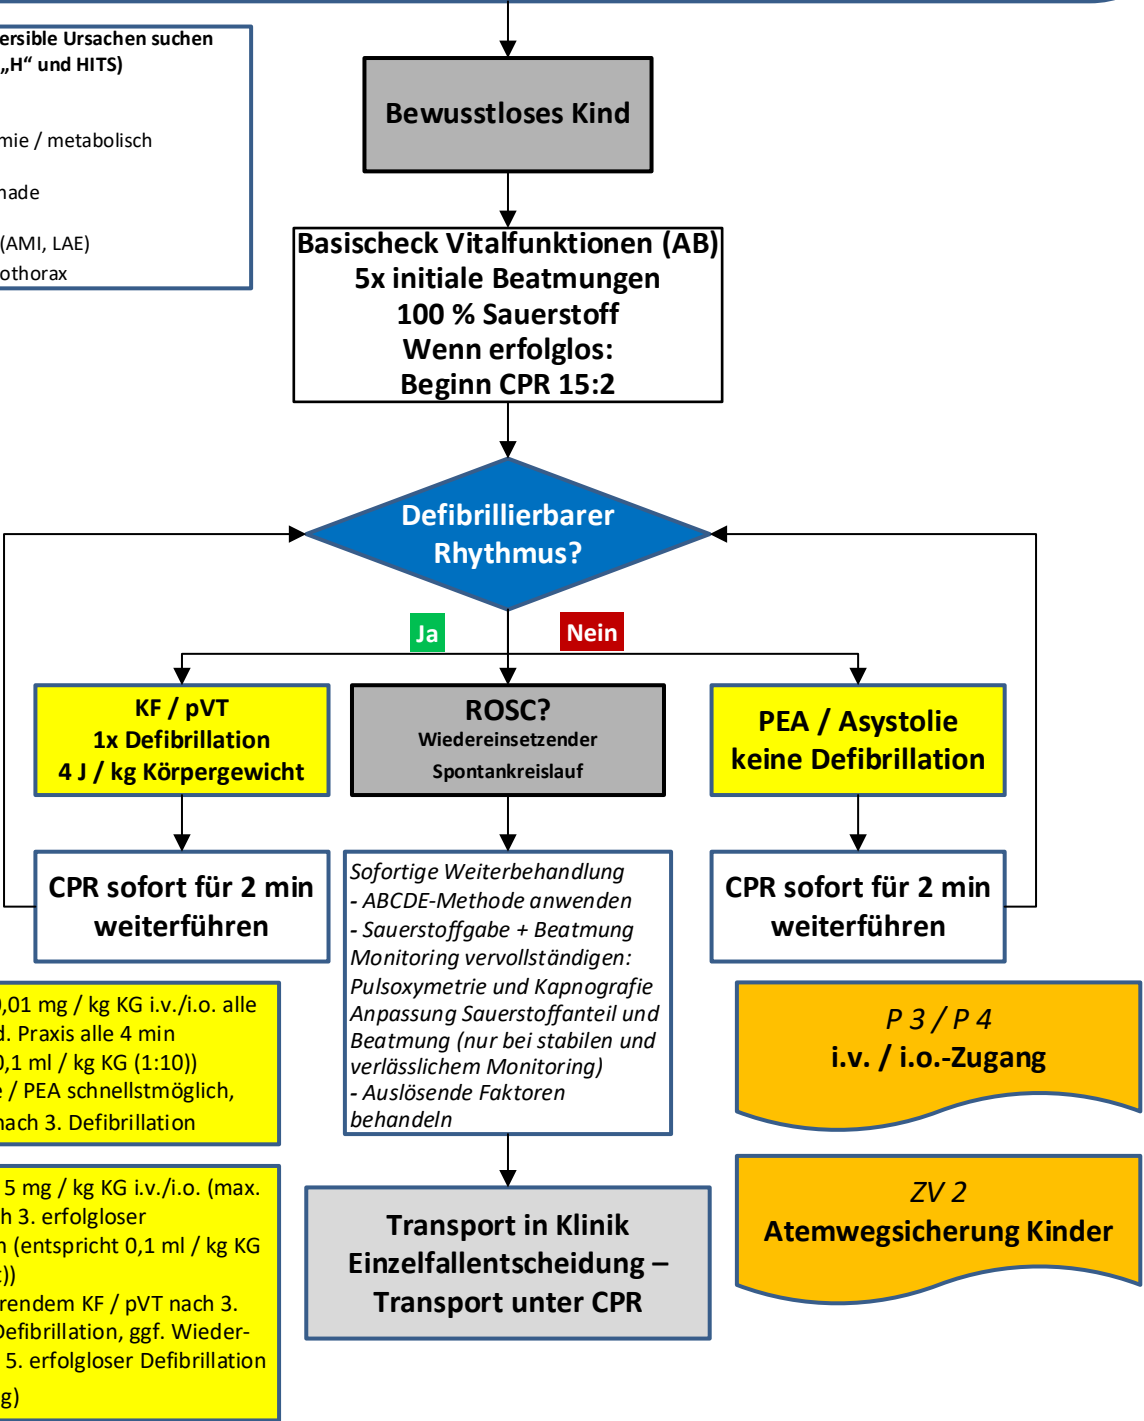 ersible Ursachen suchen
„H“ und HITS)
mie / metabolisch
nade
(AMI, LAE)
othorax
Bewusstloses Kind
Basischeck Vitalfunktionen (AB)
5x initiale Beatmungen
100 % Sauerstoff
Wenn erfolglos:
Beginn CPR 15:2
Defibrillierbarer
Rhythmus?
Ja
Nein
KF / pVT
1x Defibrillation
4 J / kg Körpergewicht
ROSC?
Wiedereinsetzender
Spontankreislauf
PEA / Asystolie
keine Defibrillation
CPR sofort für 2 min
weiterführen
Sofortige Weiterbehandlung
- ABCDE-Methode anwenden
- Sauerstoffgabe + Beatmung
Monitoring vervollständigen:
Pulsoxymetrie und Kapnografie
Anpassung Sauerstoffanteil und
Beatmung (nur bei stabilen und
verlässlichem Monitoring)
- Auslösende Faktoren
behandeln
CPR sofort für 2 min
weiterführen
0,01 mg / kg KG i.v./i.o. alle
d. Praxis alle 4 min
0,1 ml / kg KG (1:10))
e / PEA schnellstmöglich,
nach 3. Defibrillation
5 mg / kg KG i.v./i.o. (max.
h 3. erfolgloser
n (entspricht 0,1 ml / kg KG
t))
rendem KF / pVT nach 3.
Defibrillation, ggf. Wieder-
5. erfolgloser Defibrillation
g)
Transport in Klinik
Einzelfallentscheidung –
Transport unter CPR
P 3 / P 4
i.v. / i.o.-Zugang
ZV 2
Atemwegsicherung Kinder